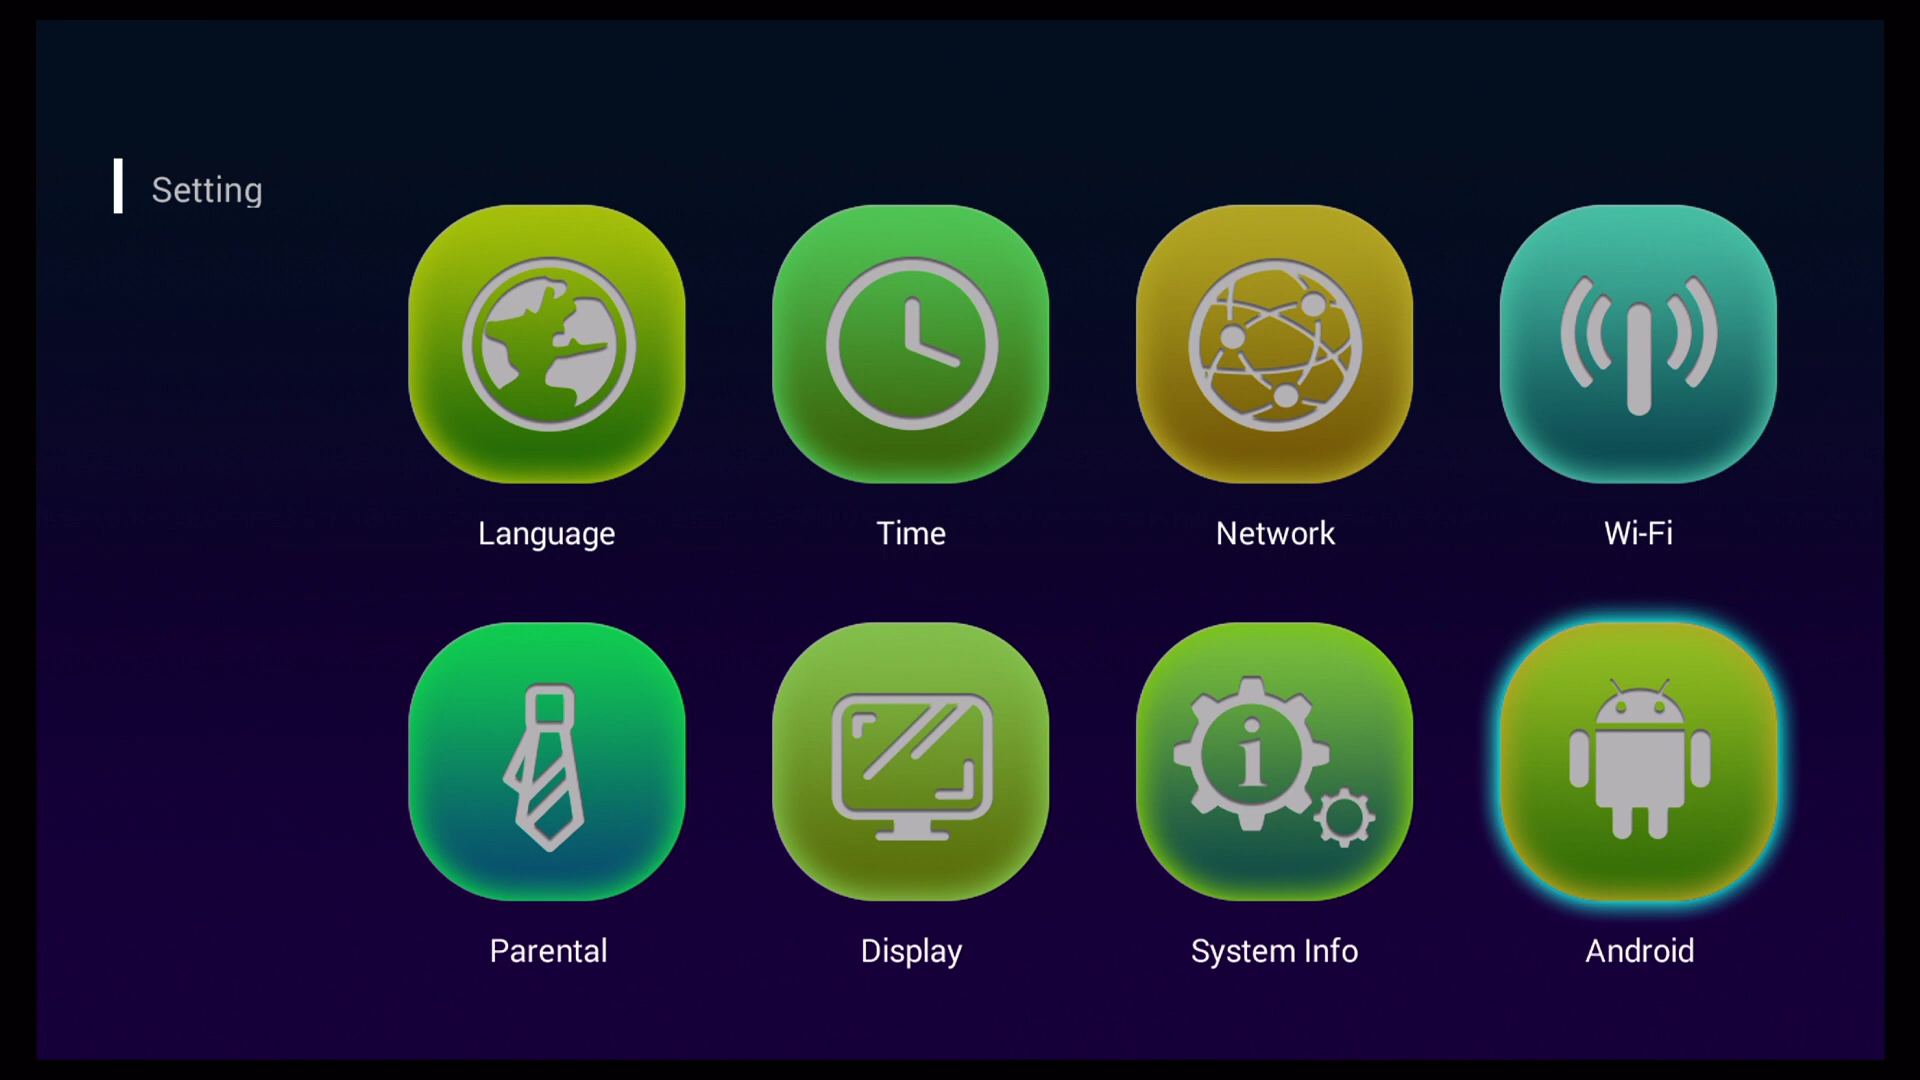 Setting
Language
Time
Network
Wi-Fi
Parental
Display
System Info
Android